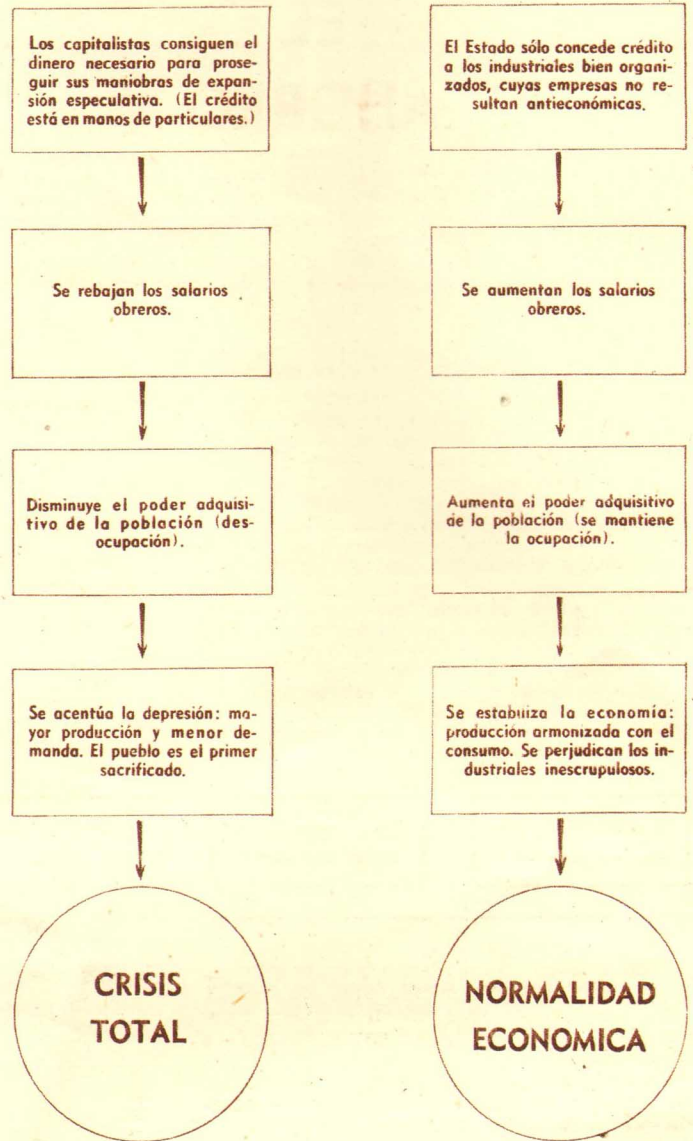 Los capitalistas consiguen el
dinero necesario para prose-
guir sus maniobras de expan-
sión especulativa. (El crédito
está en manos de particulares.)
Se rebajan los salarios
obreros.
Disminuye el poder adquisi-
tivo de la población (des-
ocupación).
Se acentúa la depresión: ma-
yor producción y menor de-
manda. El pueblo es el primer
sacrificado.
CRISIS
TOTAL
El Estado sólo concede crédito
a los industriales bien organi-
zados, cuyas empresas no re-
sultan antieconómicas.
Se aumentan los salarios
obreros.
Aumenta el poder adquisitivo
de la población (se mantiene
la ocupación).
Se estabiliza la economía:
producción armonizada con el
consumo. Se perjudican los in-
dustriales inescrupulosos.
NORMALIDAD
ECONOMICA